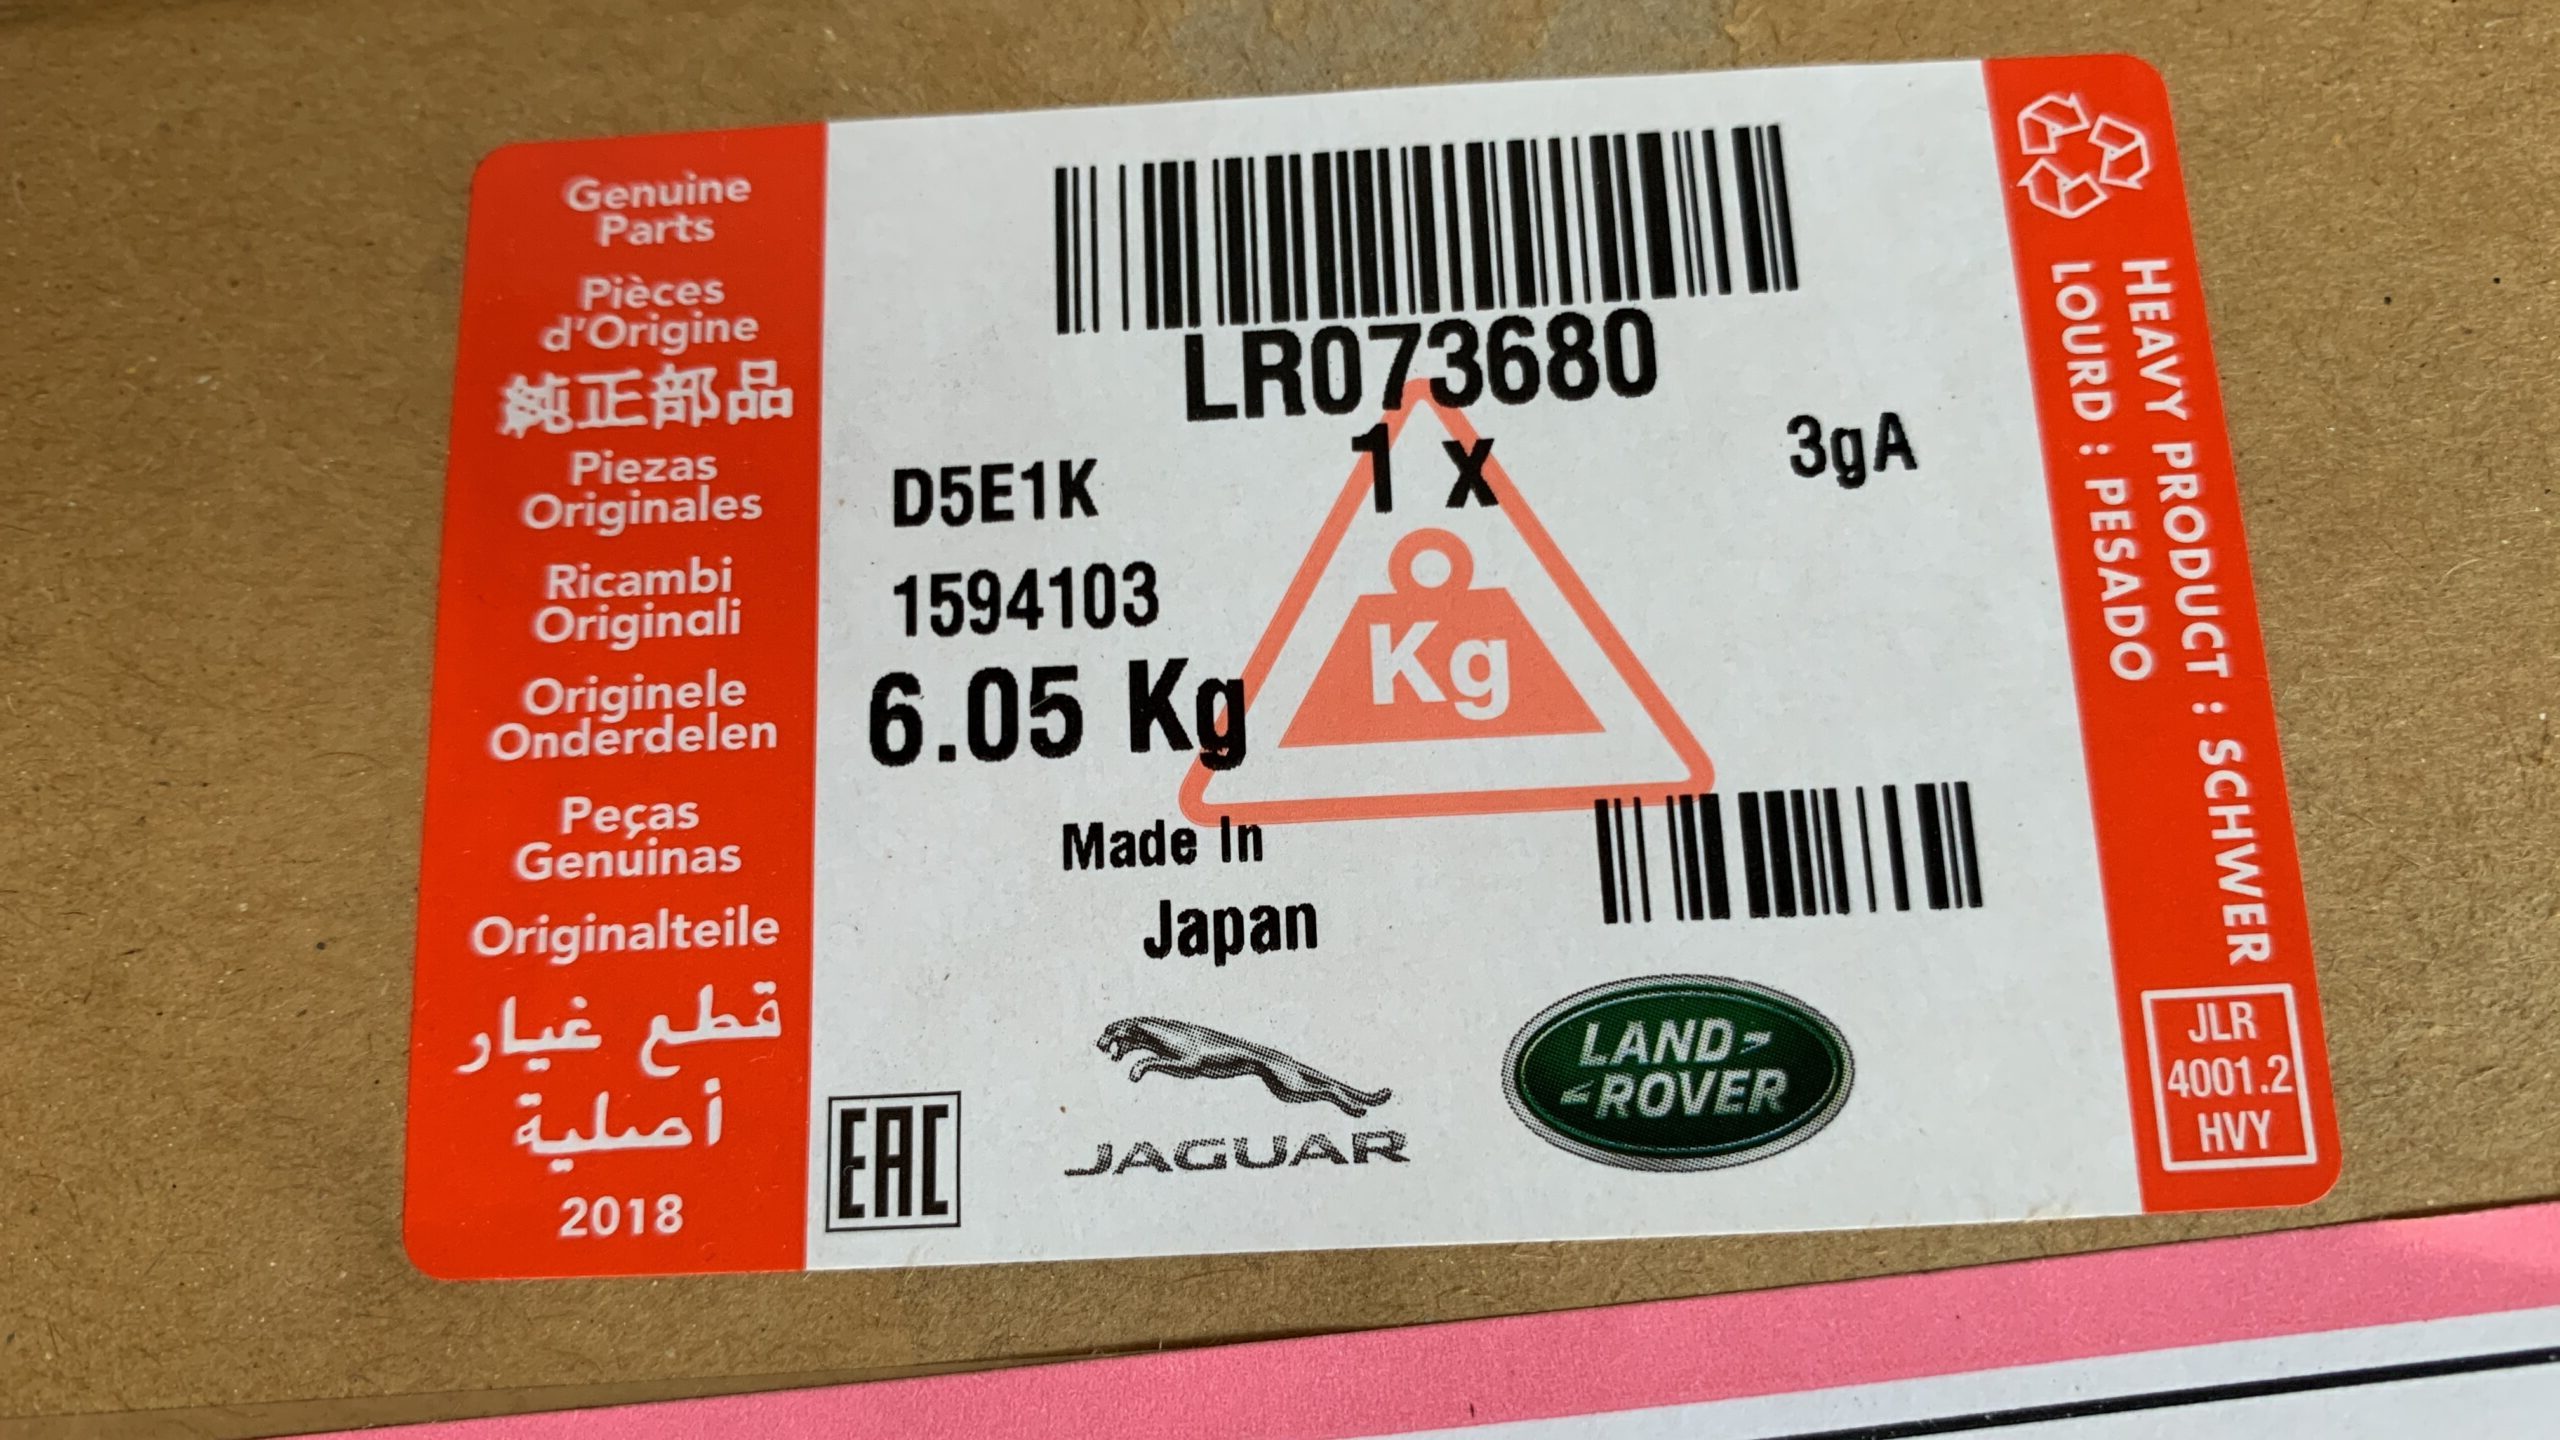 Genuine
Parts
Pièces
d'Origine
純正部品
Piezas
Originales
Ricambi
Originali
Originele
Onderdelen
Peças
Genuinas
Originalteile
قطع غيار
أصلية
2018
LR073680
1 x
3gA
D5E1K
1594103
6.05 Kg
Kg
Made In
Japan
EAC
JAGUAR
LAND-
ROVER
HEAVY PRODUCT : SCHWER
LOURD : PESADO
JLR
4001.2
HVY